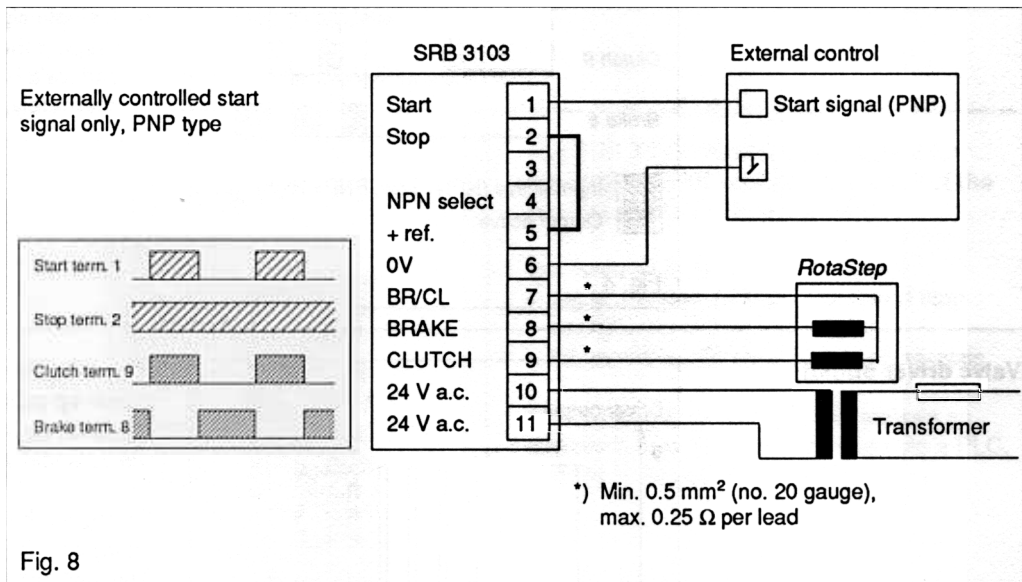 SRB 3103
External control
Externally controlled start
signal only, PNP type
Start 1
Stop 2
3
NPN select 4
+ ref. 5
0V 6
BR/CL 7
BRAKE 8
CLUTCH 9
24 V a.c. 10
24 V a.c. 11
Start signal (PNP)
RotaStep
*
*
*
Transformer
Start term. 1
Stop term. 2
Clutch term. 9
Brake term. 8
*) Min. 0.5 mm² (no. 20 gauge),
max. 0.25 Ω per lead
Fig. 8